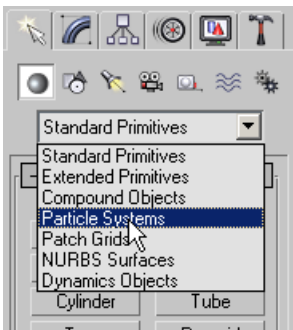 Standard Primitives
Standard Primitives
Extended Primitives
Compound Objects
Particle Systems
Patch Grids
NURBS Surfaces
Dynamics Objects
Cylinder Tube